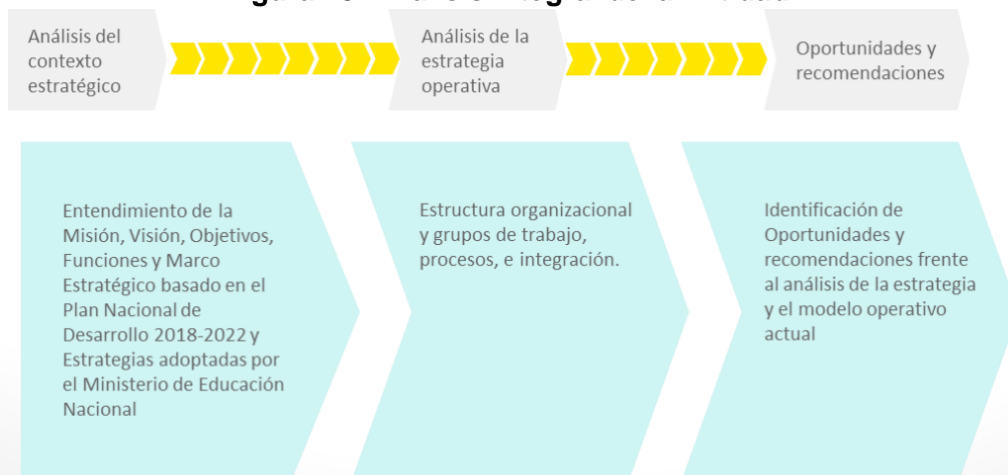 Análisis del
contexto
estratégico
Análisis de la
estrategia
operativa
Oportunidades y
recomendaciones
Entendimiento de la
Misión, Visión, Objetivos,
Funciones y Marco
Estratégico basado en el
Plan Nacional de
Desarrollo 2018-2022 y
Estrategias adoptadas por
el Ministerio de Educación
Nacional
Estructura organizacional
y grupos de trabajo,
procesos, e integración.
Identificación de
Oportunidades y
recomendaciones frente
al análisis de la estrategia
y el modelo operativo
actual